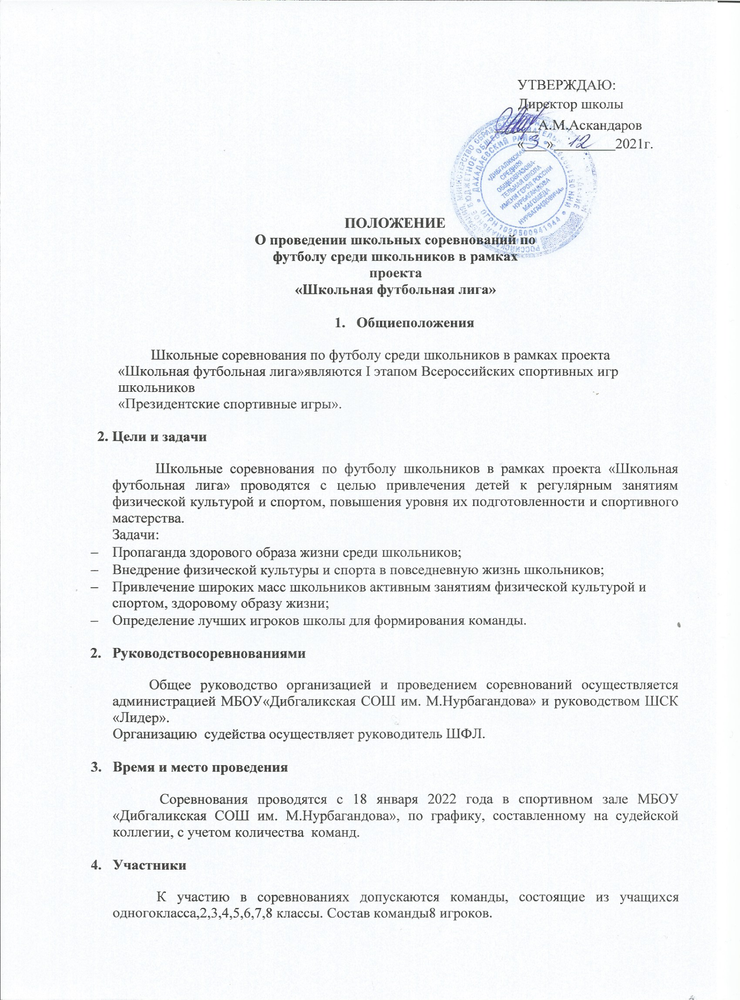 УТВЕРЖДАЮ:
Директор школы
______А.М.Аскандаров
«_3_»_12________2021г.
ДАХАДАЕВСКИЙ РАЙОН
ОГРН 1020500941944
«ДИБГАЛИКСКАЯ
СРЕДНЯЯ
ОБЩЕОБРАЗОВА-
ТЕЛЬНАЯ ШКОЛА
ИМЕНИ ГЕРОЯ РОССИИ
НУРБАГАНДОВА
МАГОМЕДА
НУРБАГАНДОВИЧА»
ПОЛОЖЕНИЕ
О проведении школьных соревнований по
футболу среди школьников в рамках
проекта
«Школьная футбольная лига»
1. Общиеположения
Школьные соревнования по футболу среди школьников в рамках проекта
«Школьная футбольная лига»являются I этапом Всероссийских спортивных игр
школьников
«Президентские спортивные игры».
2. Цели и задачи
Школьные соревнования по футболу школьников в рамках проекта «Школьная
футбольная лига» проводятся с целью привлечения детей к регулярным занятиям
физической культурой и спортом, повышения уровня их подготовленности и спортивного
мастерства.
Задачи:
– Пропаганда здорового образа жизни среди школьников;
– Внедрение физической культуры и спорта в повседневную жизнь школьников;
– Привлечение широких масс школьников активным занятиям физической культурой и
спортом, здоровому образу жизни;
– Определение лучших игроков школы для формирования команды.
2. Руководствосоревнованиями
Общее руководство организацией и проведением соревнований осуществляется
администрацией МБОУ«Дибгаликская СОШ им. М.Нурбагандова» и руководством ШСК
«Лидер».
Организацию судейства осуществляет руководитель ШФЛ.
3. Время и место проведения
Соревнования проводятся с 18 января 2022 года в спортивном зале МБОУ
«Дибгаликская СОШ им. М.Нурбагандова», по графику, составленному на судейской
коллегии, с учетом количества команд.
4. Участники
К участию в соревнованиях допускаются команды, состоящие из учащихся
одногокласса,2,3,4,5,6,7,8 классы. Состав команды8 игроков.